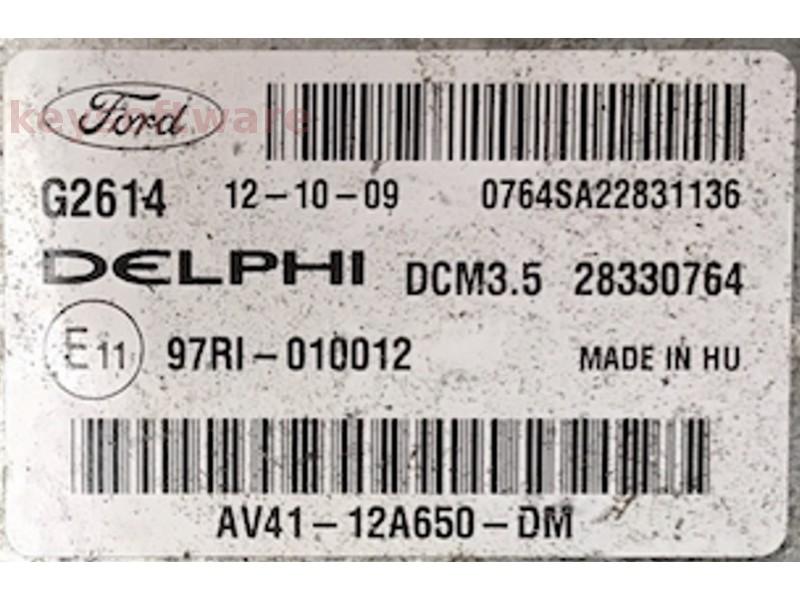 Ford
keysoftware
G2614 12-10-09 0764SA22831136
DELPHI DCM3.5 28330764
E11 97RI-010012 MADE IN HU
AV41-12A650-DM